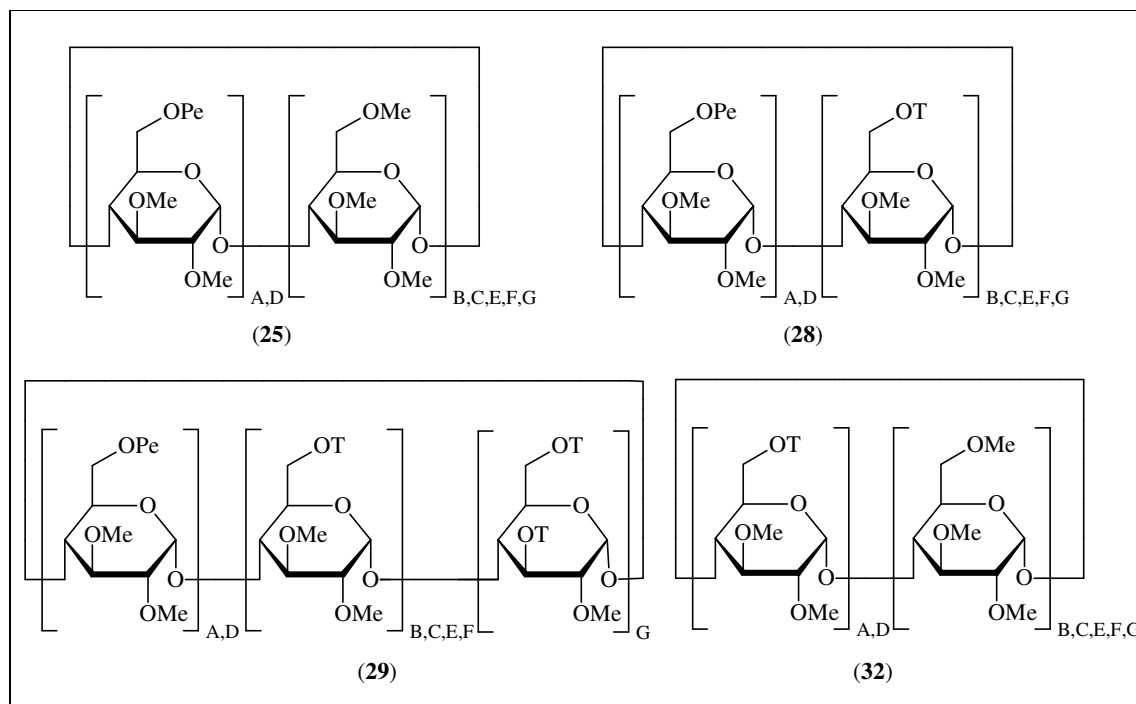 OPe OMe OPe OT
O O O O
OMe OMe OMe OMe
O O O O
OMe OMe OMe OMe
A,D B,C,E,F,G A,D B,C,E,F,G
(25) (28)
OPe OT OT OT OMe
O O O O O
OMe OMe OT OMe OMe
O O O O O
OMe OMe OMe OMe OMe
A,D B,C,E,F G A,D B,C,E,F,G
(29) (32)